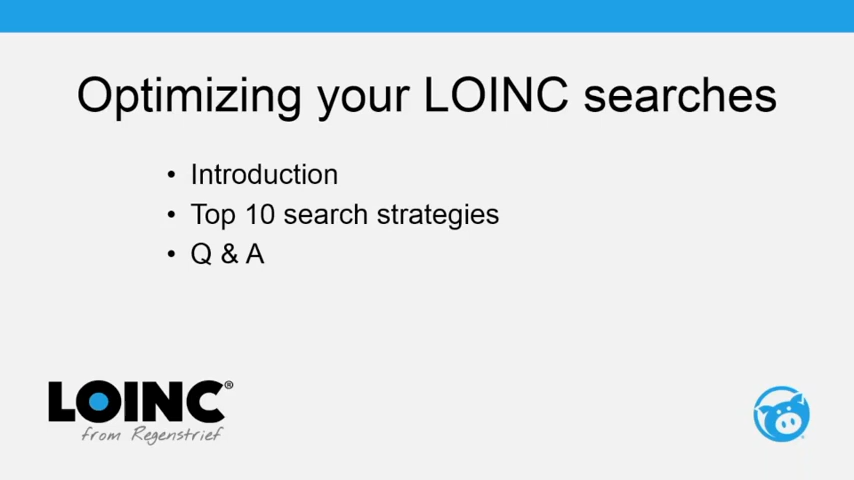 Optimizing your LOINC searches
• Introduction
• Top 10 search strategies
• Q & A
LOINC®
from Regenstrief